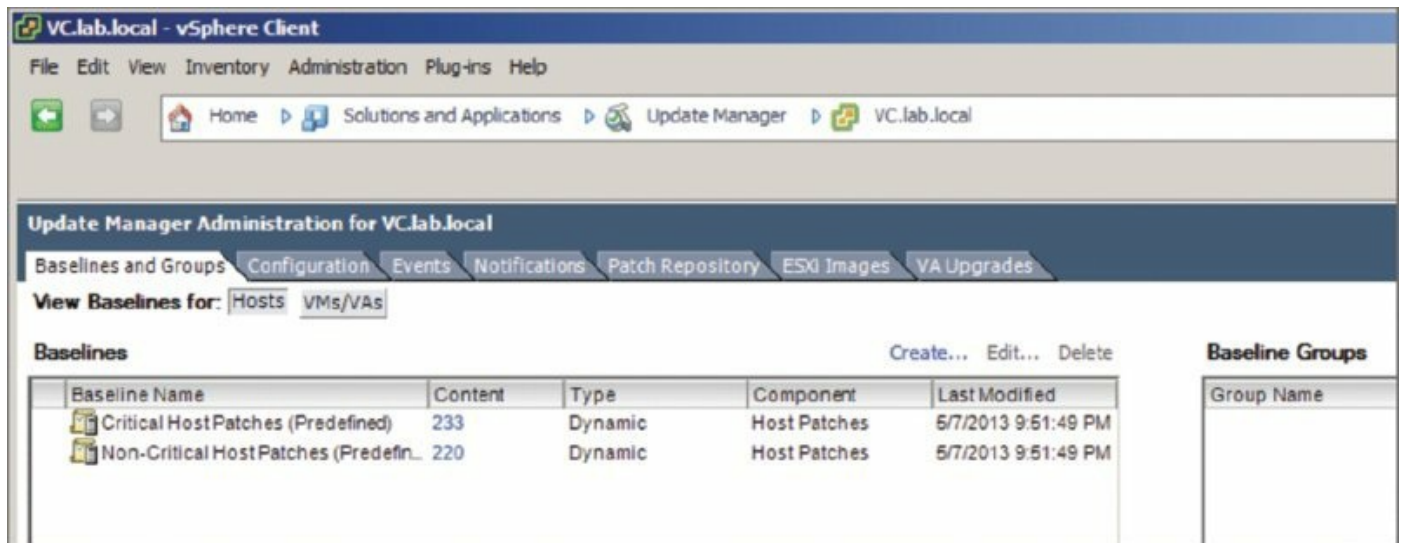 VC.lab.local - vSphere Client
File Edit View Inventory Administration Plug-ins Help
Home Solutions and Applications Update Manager VC.lab.local
Update Manager Administration for VC.lab.local
Baselines and Groups Configuration Events Notifications Patch Repository ESXi Images VA Upgrades
View Baselines for: Hosts VMs/VAs
Baselines Create... Edit... Delete Baseline Groups
Baseline Name Content Type Component Last Modified Group Name
Critical Host Patches (Predefined) 233 Dynamic Host Patches 5/7/2013 9:51:49 PM
Non-Critical Host Patches (Predefin... 220 Dynamic Host Patches 5/7/2013 9:51:49 PM